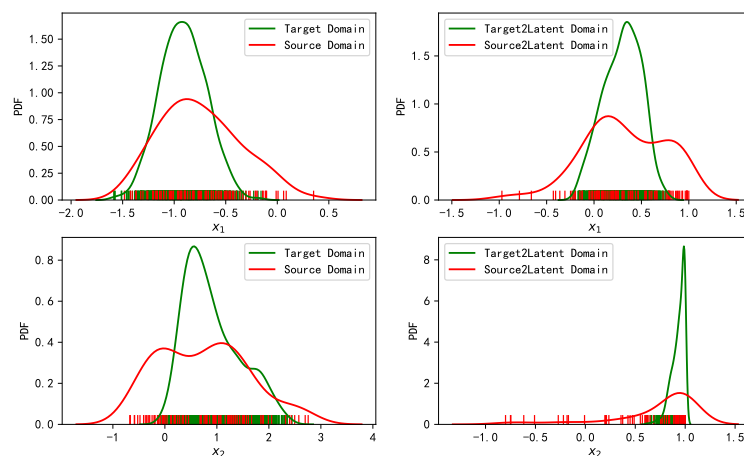 Target Domain
Source Domain
PDF
1.50
1.25
1.00
0.75
0.50
0.25
0.00
−2.0 −1.5 −1.0 −0.5 0.0 0.5
x1
Target2Latent Domain
Source2Latent Domain
PDF
1.5
1.0
0.5
0.0
−1.5 −1.0 −0.5 0.0 0.5 1.0 1.5
x1
Target Domain
Source Domain
PDF
0.8
0.6
0.4
0.2
0.0
−1 0 1 2 3 4
x2
Target2Latent Domain
Source2Latent Domain
PDF
8
6
4
2
0
−1.0 −0.5 0.0 0.5 1.0 1.5
x2